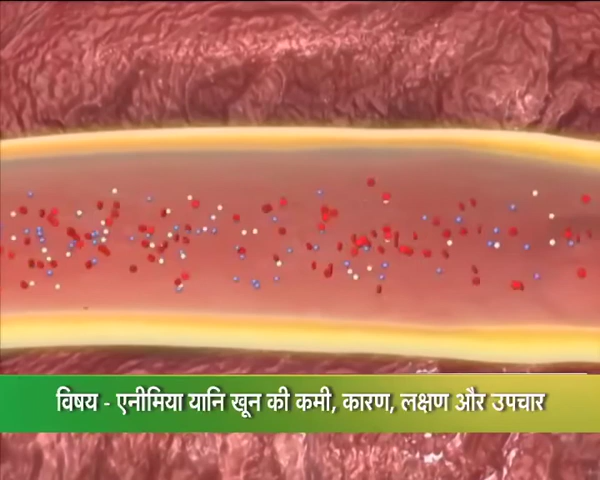 विषय - एनीमिया यानि खून की कमी, कारण, लक्षण और उपचार